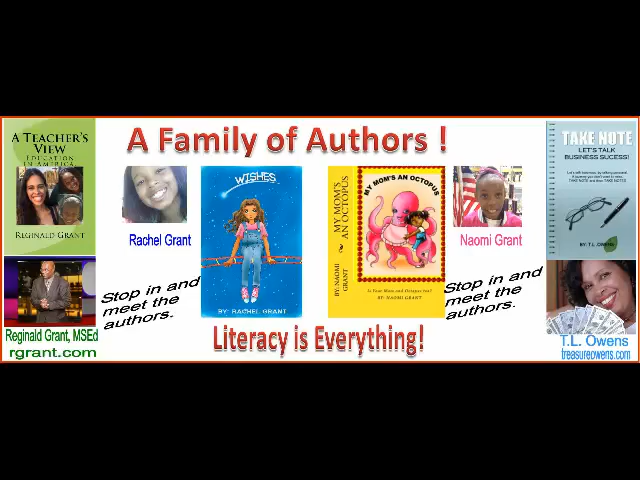 A Family of Authors !
A TEACHER'S
VIEW
EDUCATION
IN AMERICA
REGINALD GRANT
Reginald Grant, MSEd
rgrant.com
Rachel Grant
Stop in and
meet the
authors.
WISHES
BY: RACHEL GRANT
MY MOM'S
AN OCTOPUS
BY: NAOMI
GRANT
MY MOM'S AN OCTOPUS
Is Your Mom and Octopus too?
BY: NAOMI GRANT
Naomi Grant
Stop in and
meet the
authors.
TAKE NOTE
LET'S TALK
BUSINESS SUCESS!
BY: T.L. OWENS
T.L. Owens
treasureowens.com
Literacy is Everything!